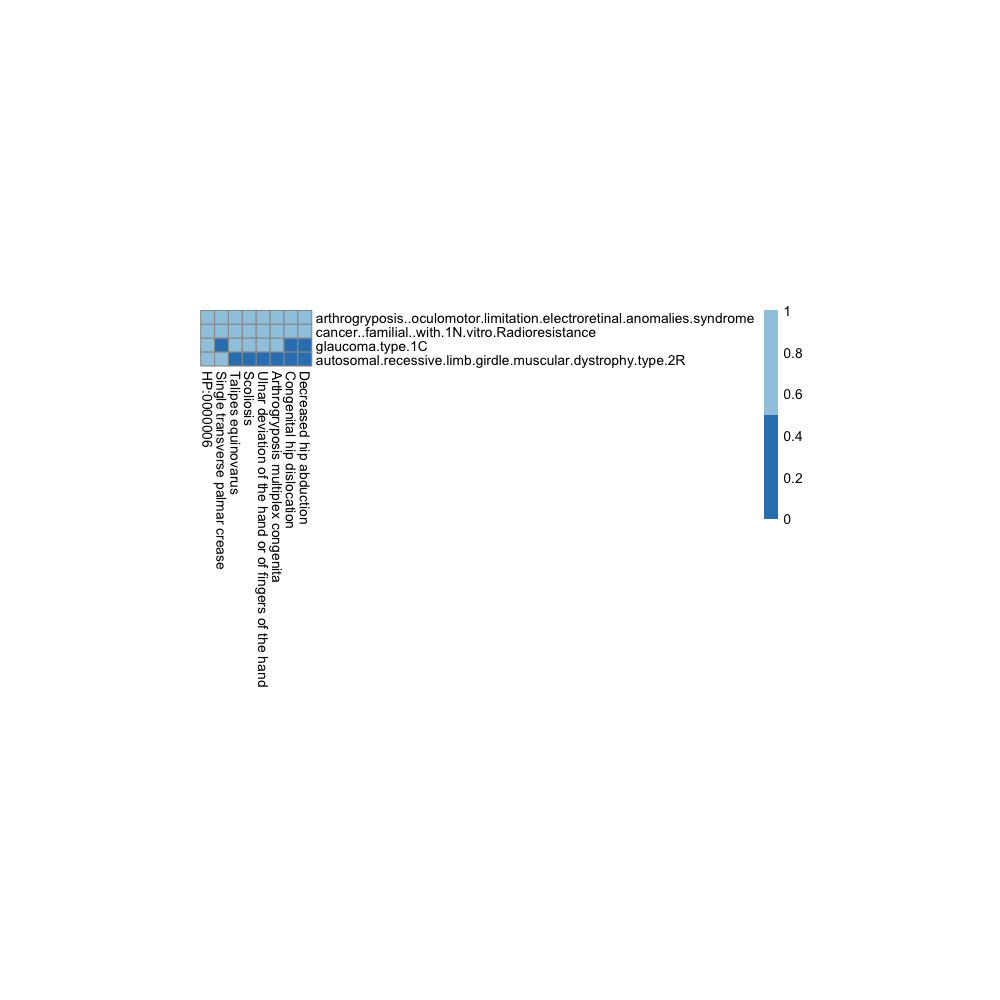 arthrogryposis..oculomotor.limitation.electroretinal.anomalies.syndrome
cancer..familial..with.1N.vitro.Radioresistance
glaucoma.type.1C
autosomal.recessive.limb.girdle.muscular.dystrophy.type.2R
HP:0000006
Single transverse palmar crease
Talipes equinovarus
Scoliosis
Ulnar deviation of the hand or of fingers of the hand
Arthrogryposis multiplex congenita
Congenital hip dislocation
Decreased hip abduction
1
0.8
0.6
0.4
0.2
0